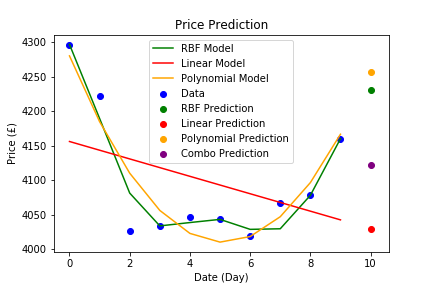 Price Prediction
4300
4250
4200
4150
4100
4050
4000
Price (£)
RBF Model
Linear Model
Polynomial Model
Data
RBF Prediction
Linear Prediction
Polynomial Prediction
Combo Prediction
0
2
4
6
8
10
Date (Day)